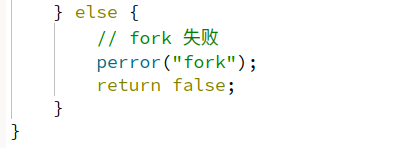 } else {
// fork 失败
perror("fork");
return false;
}
}